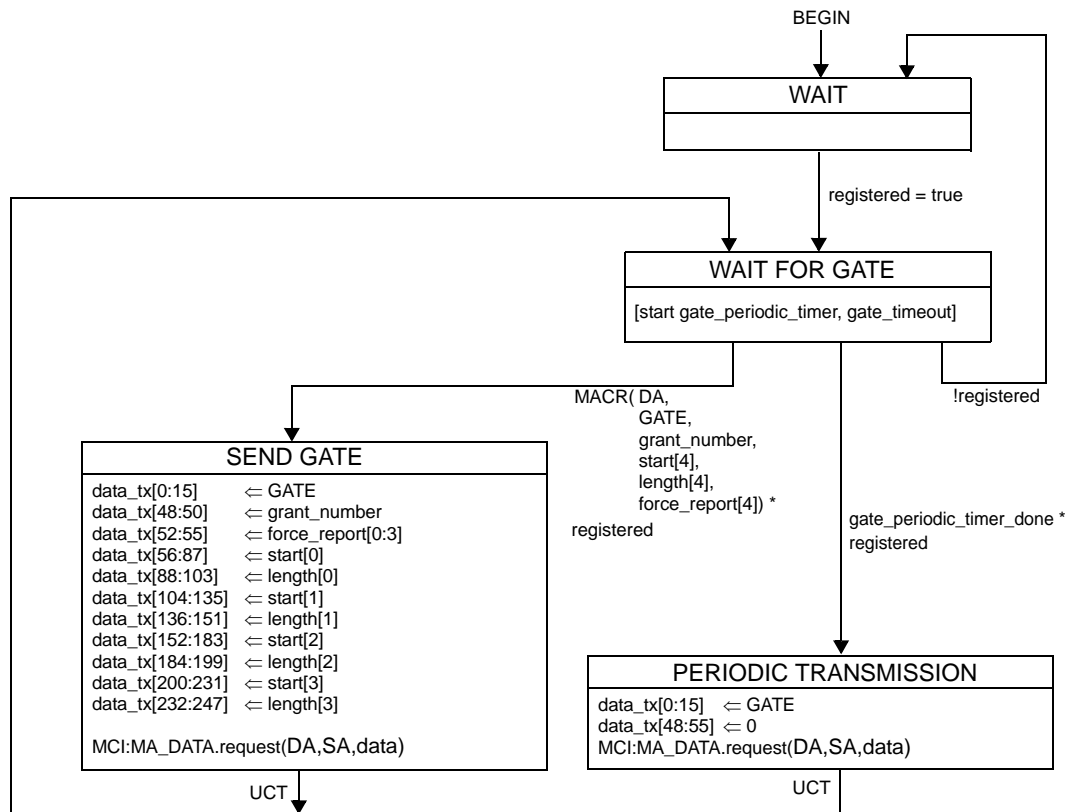 BEGIN
WAIT
registered = true
WAIT FOR GATE
[start gate_periodic_timer, gate_timeout]
!registered
MACR( DA,
GATE,
grant_number,
start[4],
length[4],
force_report[4]) *
registered
gate_periodic_timer_done *
registered
SEND GATE
data_tx[0:15] ⇐ GATE
data_tx[48:50] ⇐ grant_number
data_tx[52:55] ⇐ force_report[0:3]
data_tx[56:87] ⇐ start[0]
data_tx[88:103] ⇐ length[0]
data_tx[104:135] ⇐ start[1]
data_tx[136:151] ⇐ length[1]
data_tx[152:183] ⇐ start[2]
data_tx[184:199] ⇐ length[2]
data_tx[200:231] ⇐ start[3]
data_tx[232:247] ⇐ length[3]
MCI:MA_DATA.request(DA,SA,data)
UCT
PERIODIC TRANSMISSION
data_tx[0:15] ⇐ GATE
data_tx[48:55] ⇐ 0
MCI:MA_DATA.request(DA,SA,data)
UCT